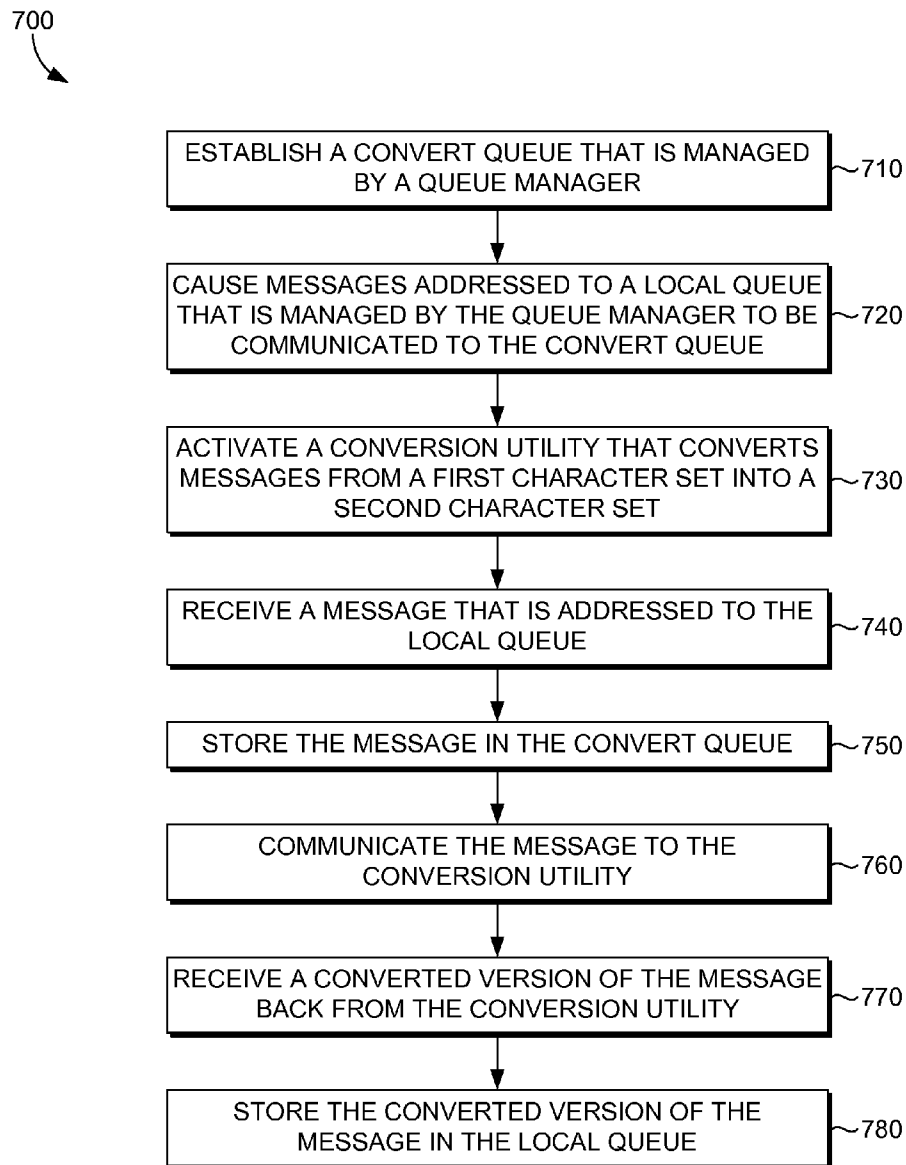 700
ESTABLISH A CONVERT QUEUE THAT IS MANAGED
BY A QUEUE MANAGER
710
CAUSE MESSAGES ADDRESSED TO A LOCAL QUEUE
THAT IS MANAGED BY THE QUEUE MANAGER TO BE
COMMUNICATED TO THE CONVERT QUEUE
720
ACTIVATE A CONVERSION UTILITY THAT CONVERTS
MESSAGES FROM A FIRST CHARACTER SET INTO A
SECOND CHARACTER SET
730
RECEIVE A MESSAGE THAT IS ADDRESSED TO THE
LOCAL QUEUE
740
STORE THE MESSAGE IN THE CONVERT QUEUE
750
COMMUNICATE THE MESSAGE TO THE
CONVERSION UTILITY
760
RECEIVE A CONVERTED VERSION OF THE MESSAGE
BACK FROM THE CONVERSION UTILITY
770
STORE THE CONVERTED VERSION OF THE
MESSAGE IN THE LOCAL QUEUE
780